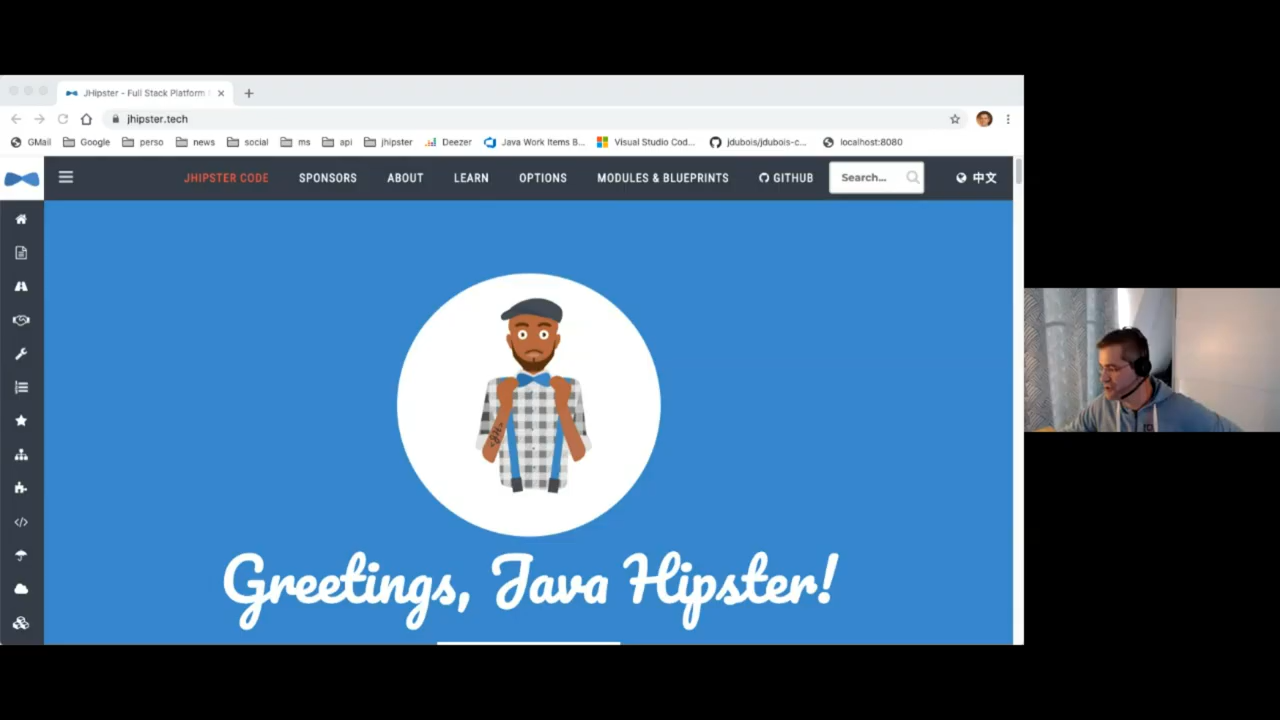 JHipster - Full Stack Platform
jhipster.tech
GMail Google perso news social ms api jhipster Deezer Java Work Items B... Visual Studio Cod... jdubois/jdubois-c... localhost:8080
JHIPSTER CODE SPONSORS ABOUT LEARN OPTIONS MODULES & BLUEPRINTS GITHUB Search... 中文
Greetings, Java Hipster!